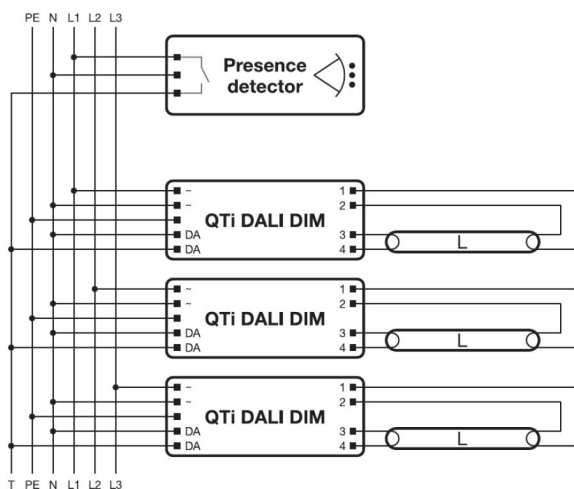 PE N L1 L2 L3
Presence
detector
~ 1
~ 2
QTi DALI DIM
DA 3 L
DA 4
~ 1
~ 2
QTi DALI DIM
DA 3 L
DA 4
~ 1
~ 2
QTi DALI DIM
DA 3 L
DA 4
T PE N L1 L2 L3